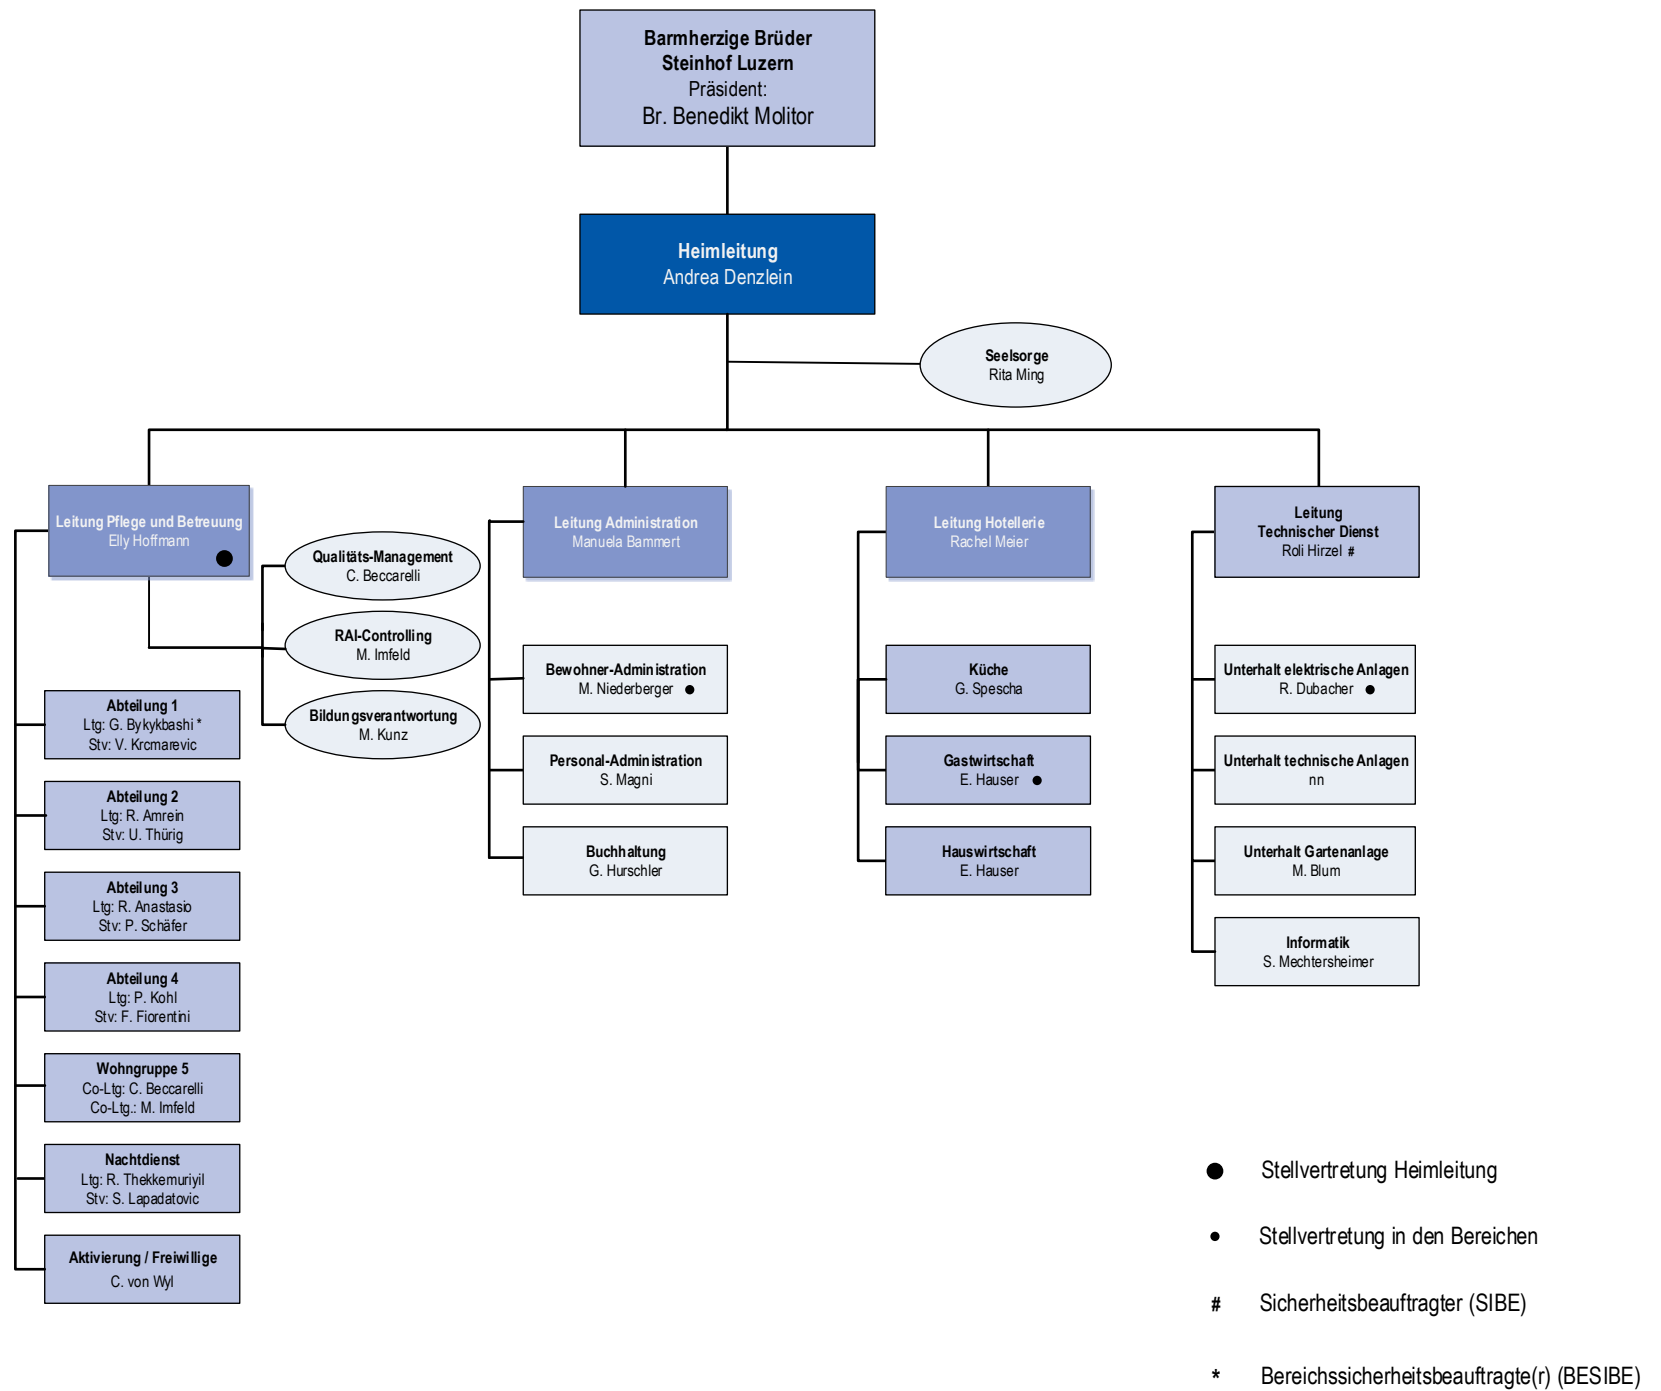 Barmherzige Brüder
Steinhof Luzern
Präsident:
Br. Benedikt Molitor
Heimleitung
Andrea Denzlein
Seelsorge
Rita Ming
Leitung Pflege und Betreuung
Elly Hoffmann
Qualitäts-Management
C. Beccarelli
RAI-Controlling
M. Imfeld
Bildungsverantwortung
M. Kunz
Abteilung 1
Ltg: G. Bykykbashi *
Stv: V. Krcmarevic
Abteilung 2
Ltg: R. Amrein
Stv: U. Thürig
Abteilung 3
Ltg: R. Anastasio
Stv: P. Schäfer
Abteilung 4
Ltg: P. Kohl
Stv: F. Fiorentini
Wohngruppe 5
Co-Ltg: C. Beccarelli
Co-Ltg.: M. Imfeld
Nachtdienst
Ltg: R. Thekkemuriyil
Stv: S. Lapadatovic
Aktivierung / Freiwillige
C. von Wyl
Leitung Administration
Manuela Bammert
Bewohner-Administration
M. Niederberger ●
Personal-Administration
S. Magni
Buchhaltung
G. Hurschler
Leitung Hotellerie
Rachel Meier
Küche
G. Spescha
Gastwirtschaft
E. Hauser ●
Hauswirtschaft
E. Hauser
Leitung
Technischer Dienst
Roli Hirzel #
Unterhalt elektrische Anlagen
R. Dubacher ●
Unterhalt technische Anlagen
nn
Unterhalt Gartenanlage
M. Blum
Informatik
S. Mechtersheimer
● Stellvertretung Heimleitung
● Stellvertretung in den Bereichen
# Sicherheitsbeauftragter (SIBE)
* Bereichssicherheitsbeauftragte(r) (BESIBE)